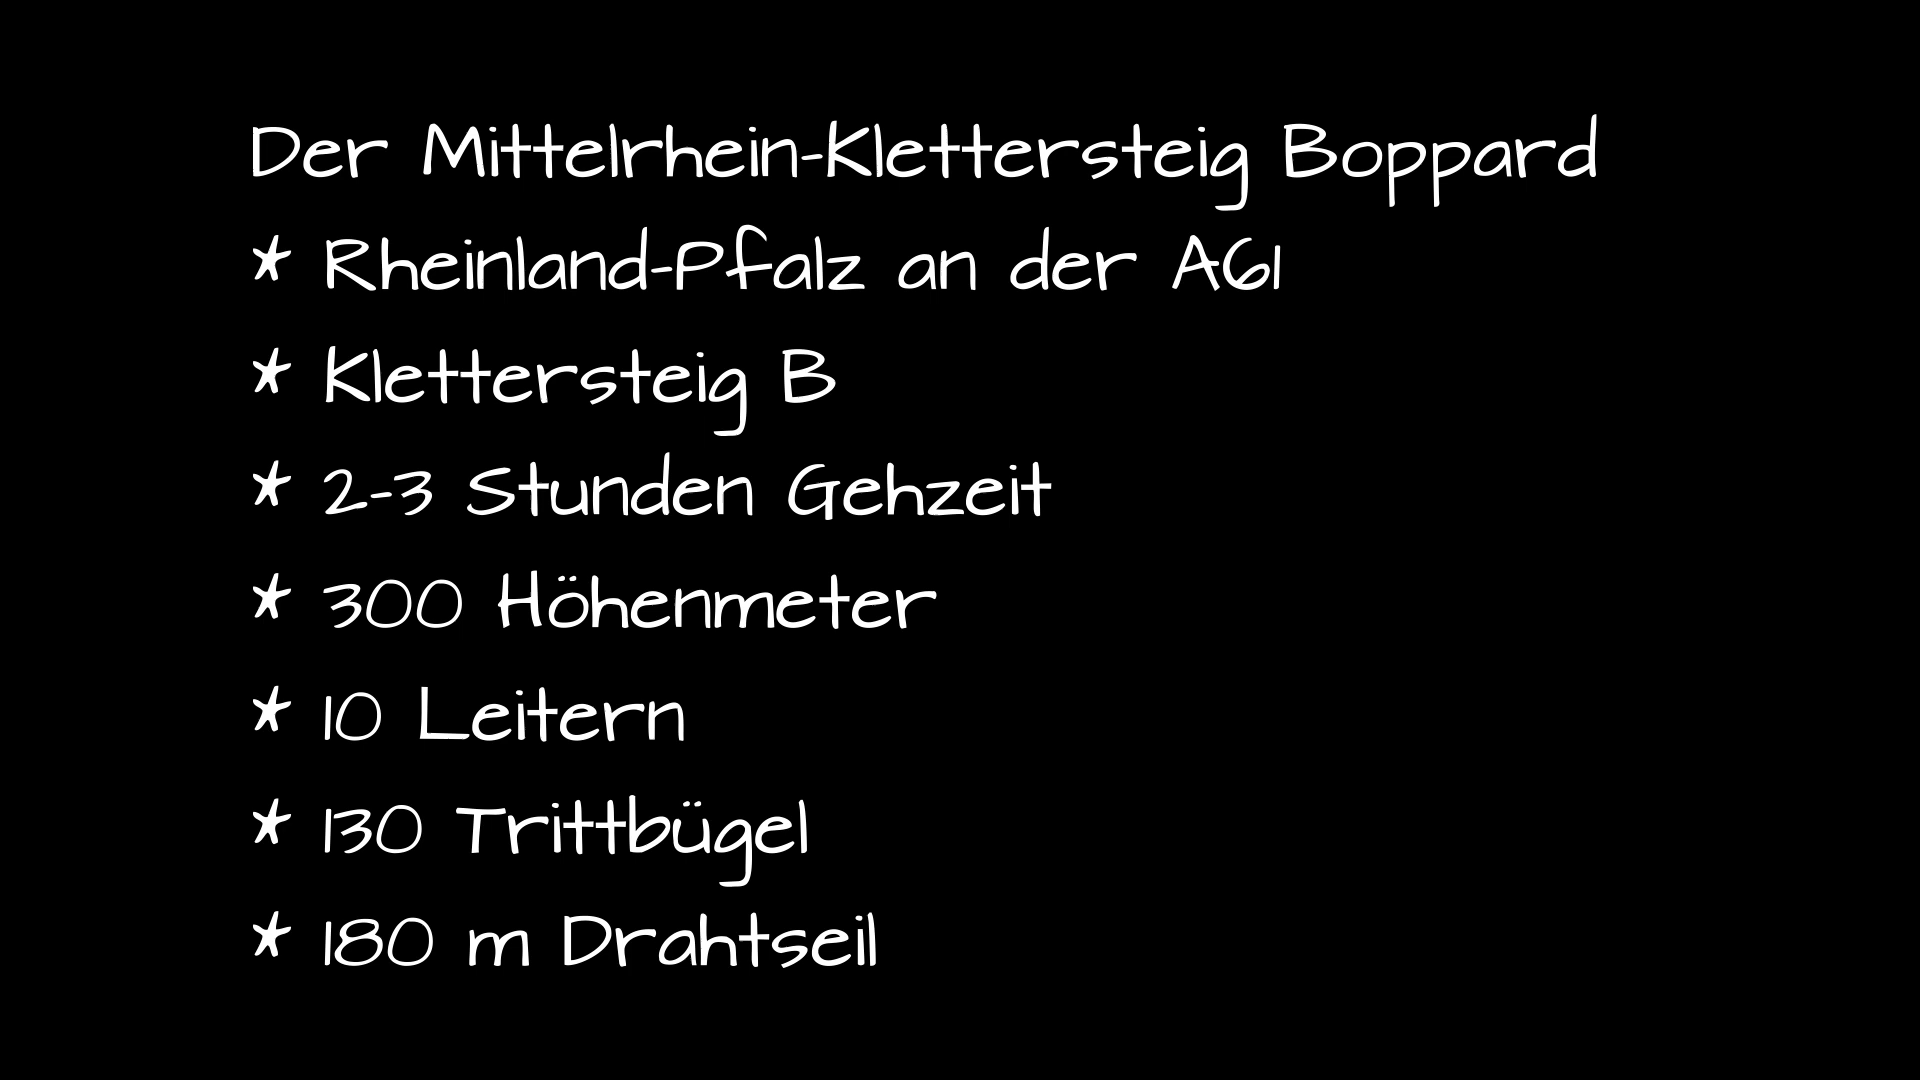 Der Mittelrhein-Klettersteig Boppard
* Rheinland-Pfalz an der A61
* Klettersteig B
* 2-3 Stunden Gehzeit
* 300 Höhenmeter
* 10 Leitern
* 130 Trittbügel
* 180 m Drahtseil